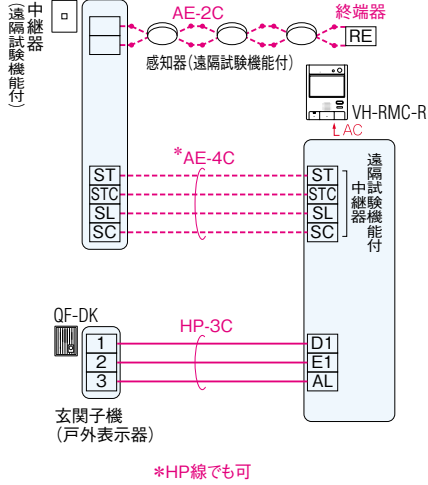 中継器
(遠隔試験機能付)
AE-2C
終端器
RE
感知器(遠隔試験機能付)
VH-RMC-R
AC
*AE-4C
ST
STC
SL
SC
ST
STC
SL
SC
遠隔試験機能付
中継器
QF-DK
HP-3C
1
2
3
D1
E1
AL
玄関子機
(戸外表示器)
*HP線でも可